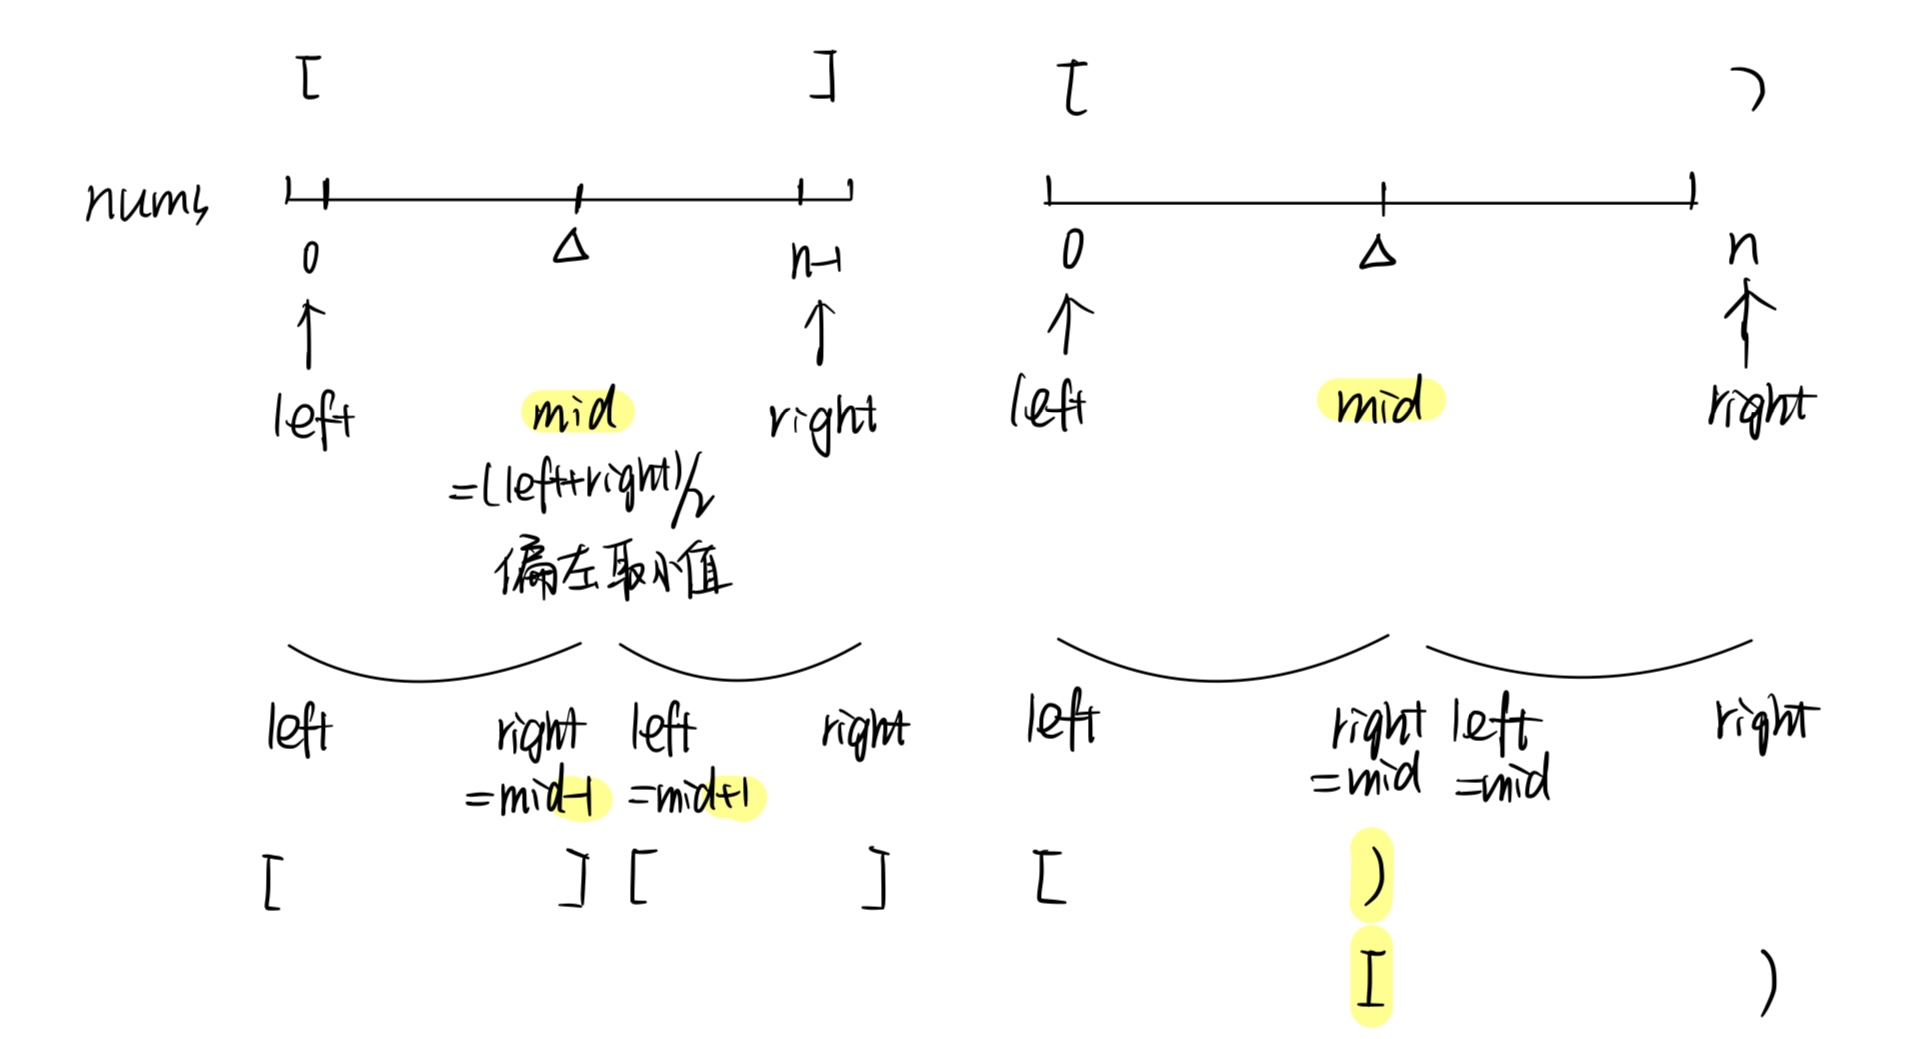 [ ] [ )
nums
0 Δ n-1 0 Δ n
left mid right left mid right
=(left+right)/2
偏左取小值
left right left right left right left right
=mid-1 =mid+1 =mid =mid
[ ] [ ] [ )
[ )